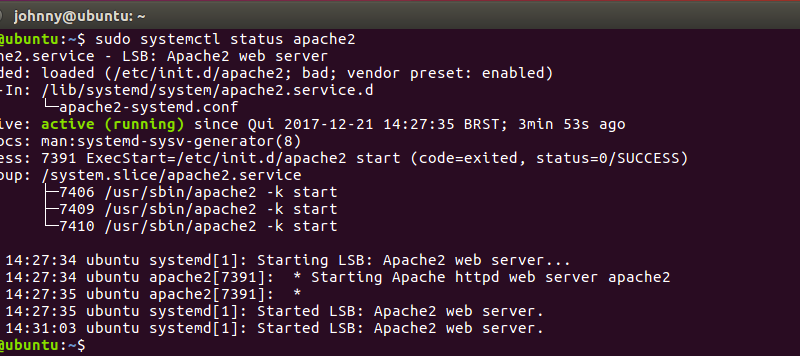 johnny@ubuntu: ~
@ubuntu:~$ sudo systemctl status apache2
he2.service - LSB: Apache2 web server
ded: loaded (/etc/init.d/apache2; bad; vendor preset: enabled)
-In: /lib/systemd/system/apache2.service.d
└─apache2-systemd.conf
ive: active (running) since Qui 2017-12-21 14:27:35 BRST; 3min 53s ago
ocs: man:systemd-sysv-generator(8)
ess: 7391 ExecStart=/etc/init.d/apache2 start (code=exited, status=0/SUCCESS)
oup: /system.slice/apache2.service
├─7406 /usr/sbin/apache2 -k start
├─7409 /usr/sbin/apache2 -k start
└─7410 /usr/sbin/apache2 -k start
14:27:34 ubuntu systemd[1]: Starting LSB: Apache2 web server...
14:27:34 ubuntu apache2[7391]:  * Starting Apache httpd web server apache2
14:27:35 ubuntu apache2[7391]:  *
14:27:35 ubuntu systemd[1]: Started LSB: Apache2 web server.
14:31:03 ubuntu systemd[1]: Started LSB: Apache2 web server.
@ubuntu:~$